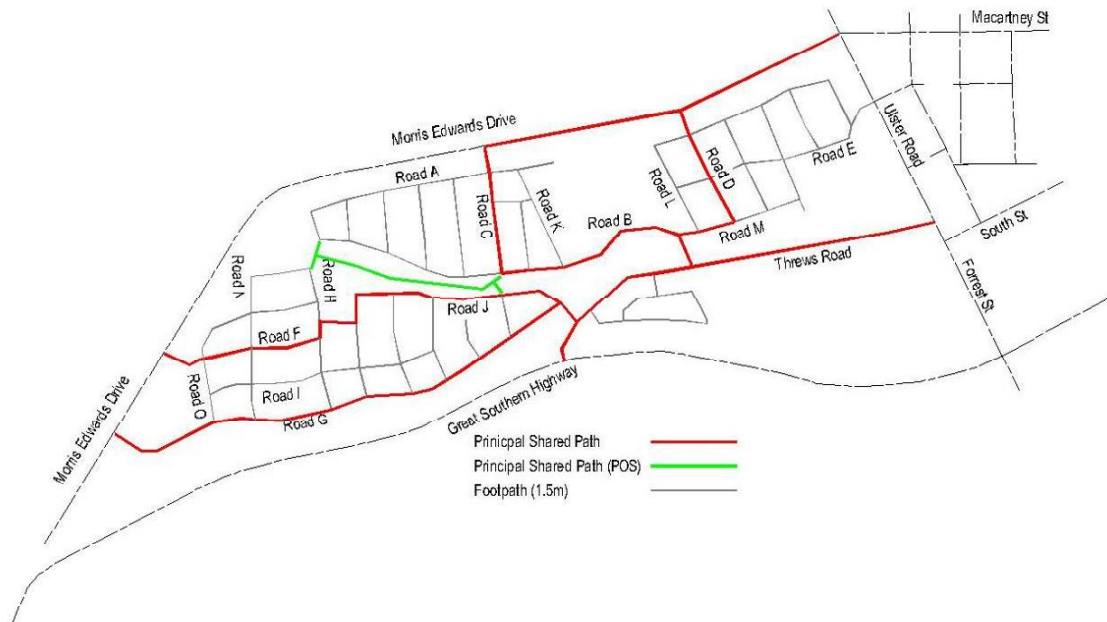 Macartney St
Morris Edwards Drive
Ulster Road
Road E
Road A
Road D
Road L
Road K
Road C
Road B
Road M
South St
Threws Road
Road A
Road H
Forrest St
Road J
Road F
Road O
Road I
Road G
Great Southern Highway
Morris Edwards Drive
Prinicpal Shared Path
Principal Shared Path (POS)
Footpath (1.5m)